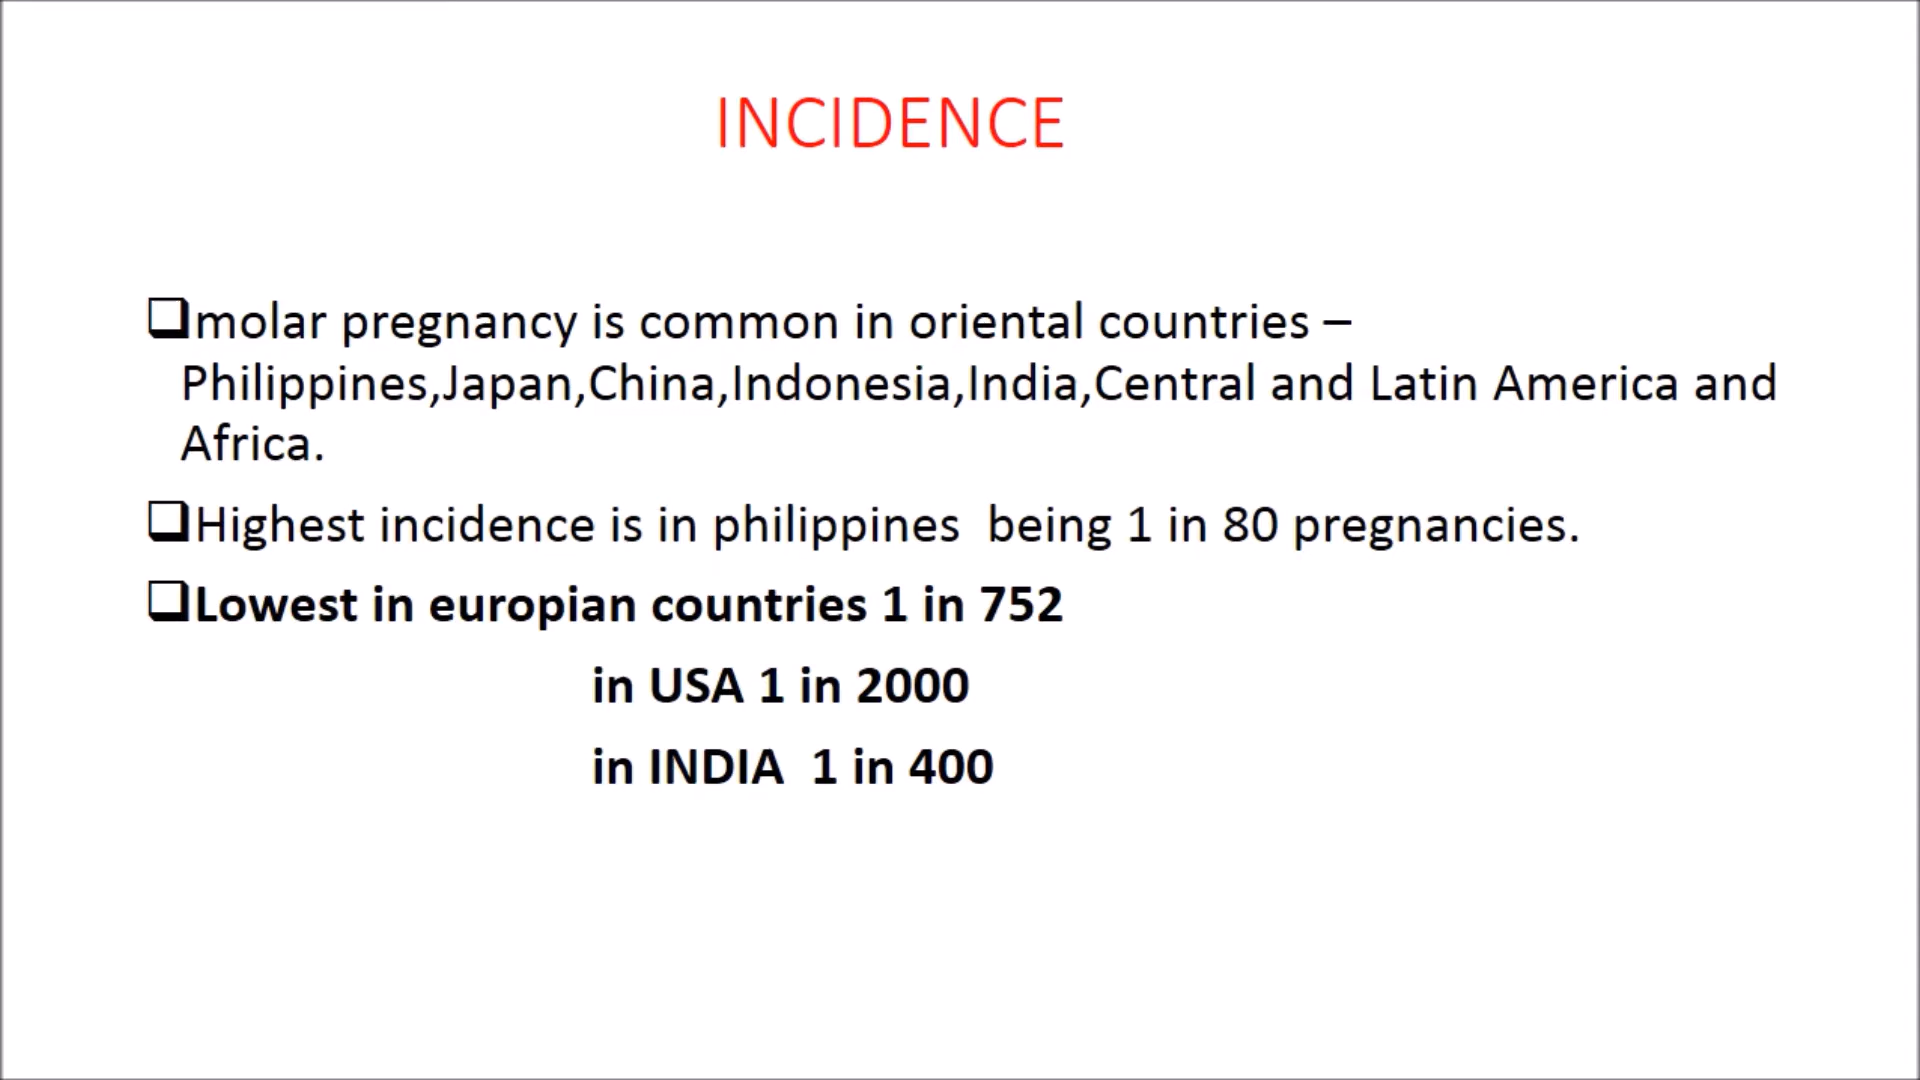 INCIDENCE
❑molar pregnancy is common in oriental countries –
Philippines,Japan,China,Indonesia,India,Central and Latin America and
Africa.
❑Highest incidence is in philippines  being 1 in 80 pregnancies.
❑Lowest in europian countries 1 in 752
in USA 1 in 2000
in INDIA  1 in 400